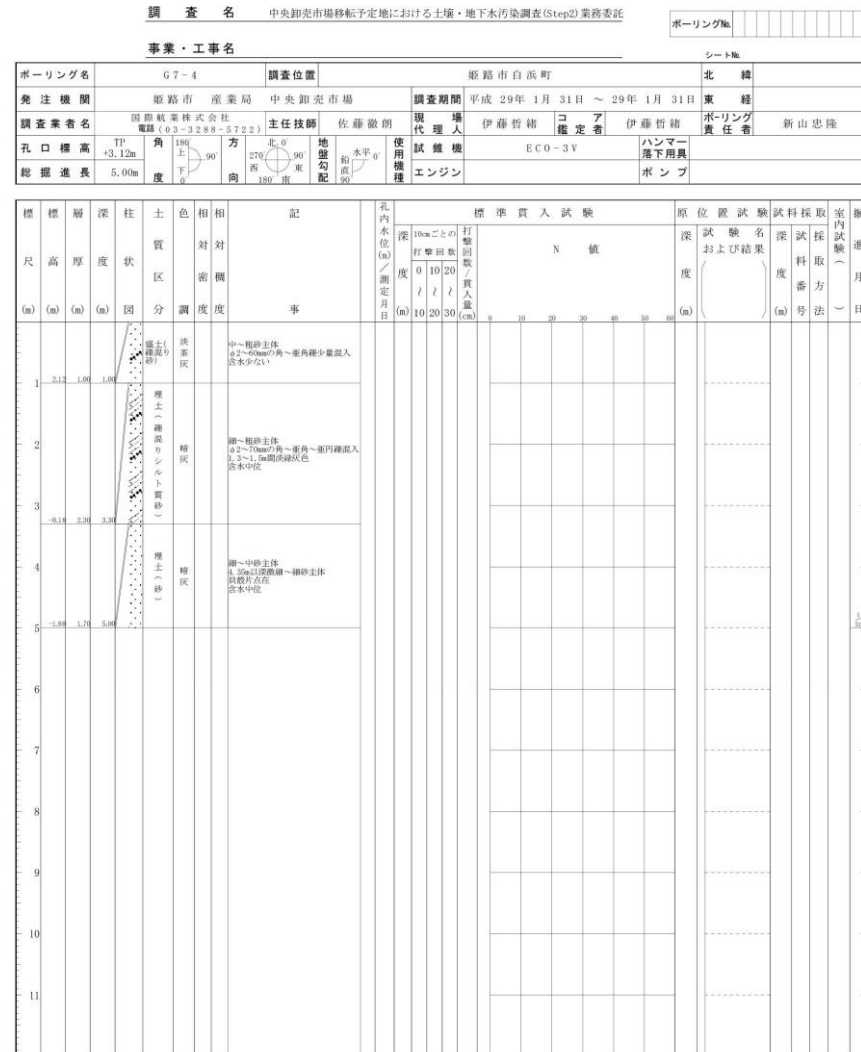 調査名 中央卸売市場移転予定地における土壌・地下水汚染調査(Step2)業務委託
ボーリングNo.
事業・工事名
シートNo.
ボーリング名 G7-4 調査位置 姫路市白浜町 北緯
発注機関 姫路市 産業局 中央卸売市場 調査期間 平成 29年 1月 31日 ~ 29年 1月 31日 東経
調査業者名 国際航業株式会社 電話(03-3288-5722) 主任技師 佐藤徹朗 現場代理人 伊藤哲緒 コア鑑定者 伊藤哲緒 ボーリング責任者 新山忠隆
孔口標高 TP +3.12m 角度 180° 上 90° 下 0° 方向 北 0° 270° 西 90° 東 180° 南 地盤勾配 水平 0° 鉛直 90° 使用機種 試錐機 ECO-3V ハンマー落下用具
総掘進長 5.00m エンジン ポンプ
標尺(m) 標高(m) 層厚(m) 深度(m) 柱状図 土質区分 色調 相対密度 相対稠度 記事 孔内水位(m)/測定月日 標準貫入試験 原位置試験 試料採取 室内試験( ) 掘進月日
深度(m) 10cmごとの打撃回数 打撃回数/貫入量(cm) N 値 深度(m) 試験名および結果 深度(m) 試料番号 採取方法
0 10 20
~ ~ ~
10 20 30
0 10 20 30 40 50 60
盛土(礫混り砂) 淡茶灰
中~粗砂主体
φ2~60mmの角~亜角礫少量混入
含水少ない
1 2.12 1.00 1.00
埋土(礫混りシルト質砂) 暗灰
2
細~粗砂主体
φ2~70mmの角~亜角~亜円礫混入
1.3~1.5m間淡緑灰色
含水中位
3
-0.18 2.30 3.30
4
埋土(砂) 暗灰
細~中砂主体
4.35m以深微細~細砂主体
貝殻片点在
含水中位
5 -1.88 1.70 5.00
6
7
8
9
10
11